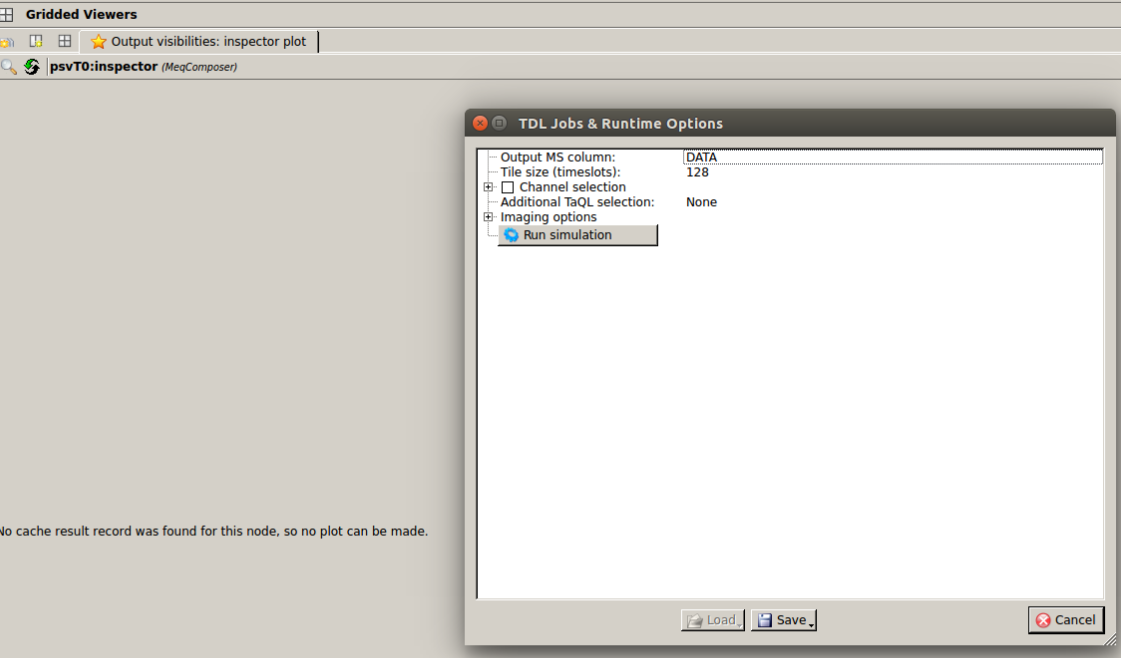 Gridded Viewers
Output visibilities: inspector plot
psvT0:inspector (MeqComposer)
TDL Jobs & Runtime Options
Output MS column: DATA
Tile size (timeslots): 128
Channel selection
Additional TaQL selection: None
Imaging options
Run simulation
No cache result record was found for this node, so no plot can be made.
Load
Save
Cancel